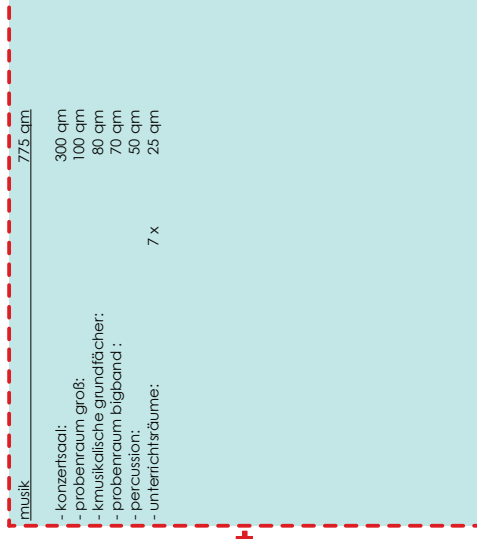 musik 775 qm
- konzertsaal: 300 qm
- probenraum groß: 100 qm
- kmusikalische grundfächer: 80 qm
- probenraum bigband : 70 qm
- percussion: 50 qm
- unterrichtsräume: 7 x 25 qm